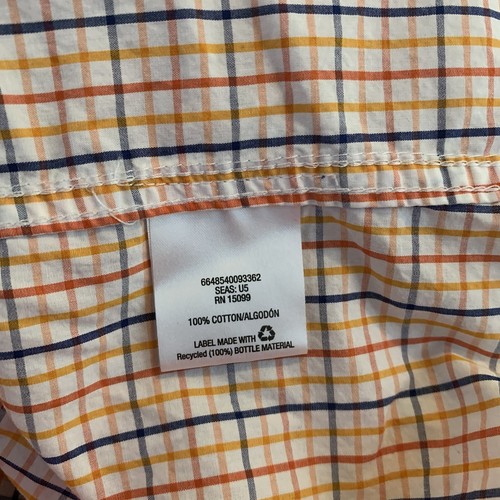 6648540093362
SEAS: U5
RN 15099
100% COTTON/ALGODÓN
LABEL MADE WITH
Recycled (100%) BOTTLE MATERIAL